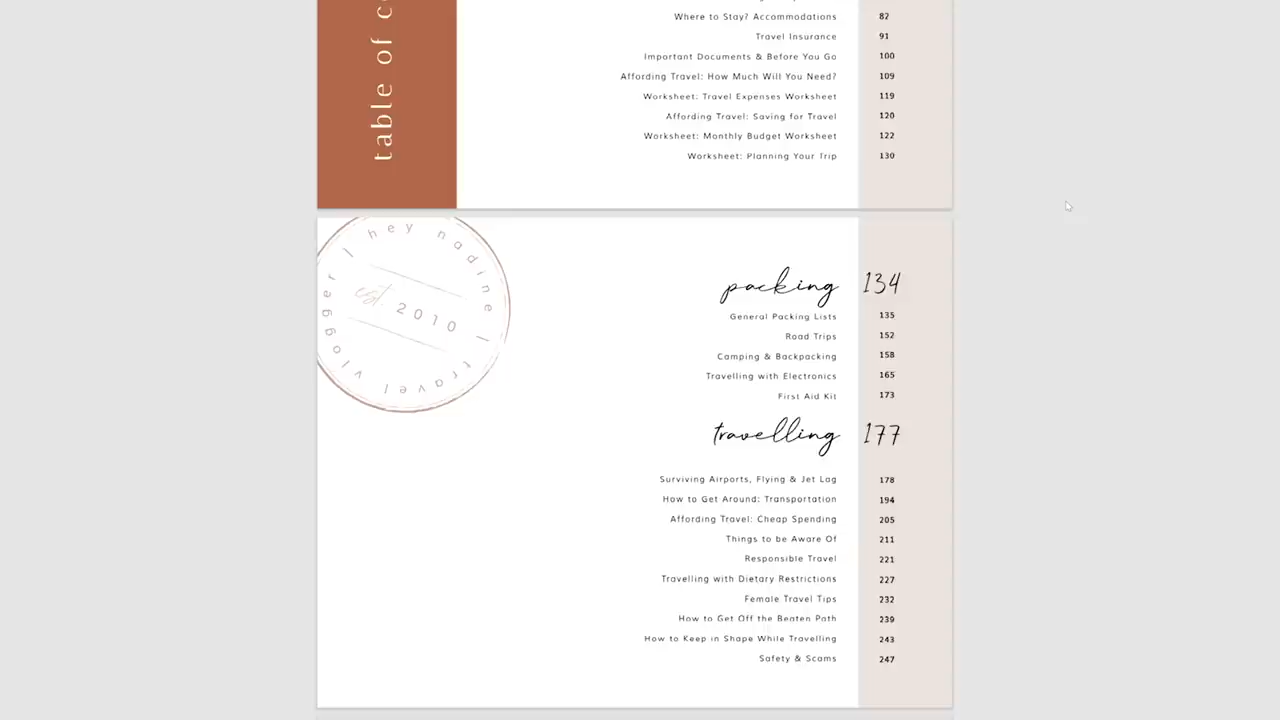 table of c
Where to Stay? Accommodations 82
Travel Insurance 91
Important Documents & Before You Go 100
Affording Travel: How Much Will You Need? 109
Worksheet: Travel Expenses Worksheet 119
Affording Travel: Saving for Travel 120
Worksheet: Monthly Budget Worksheet 122
Worksheet: Planning Your Trip 130
hey nadine | travel vlogger |
est. 2010
packing 134
General Packing Lists 135
Road Trips 152
Camping & Backpacking 158
Travelling with Electronics 165
First Aid Kit 173
travelling 177
Surviving Airports, Flying & Jet Lag 178
How to Get Around: Transportation 194
Affording Travel: Cheap Spending 205
Things to be Aware Of 211
Responsible Travel 221
Travelling with Dietary Restrictions 227
Female Travel Tips 232
How to Get Off the Beaten Path 239
How to Keep in Shape While Travelling 243
Safety & Scams 247